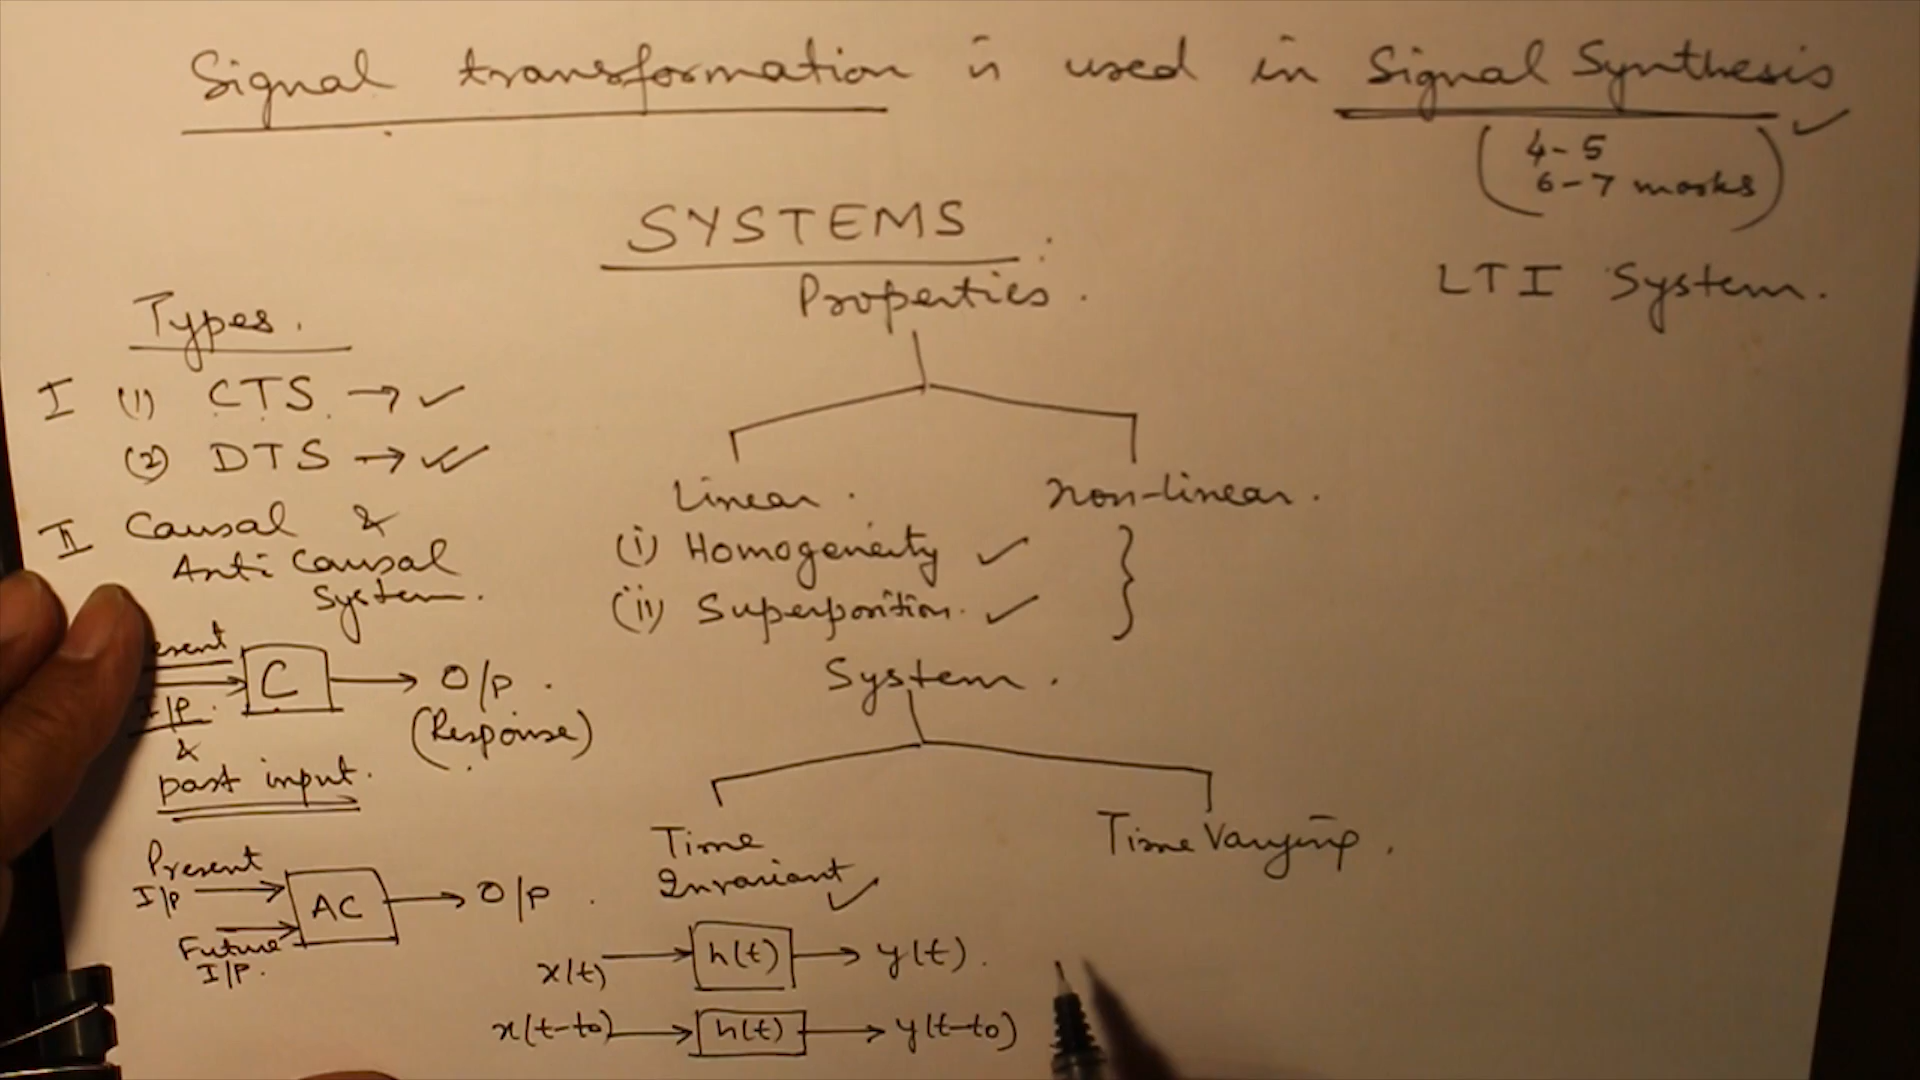 Signal transformation is used in Signal Synthesis
(4-5
6-7 marks)
SYSTEMS :
Properties .
LTI System.
Types .
I (1) CTS. → ✓
(2) DTS → ✓✓
II Causal &
Anti Causal
System.
esent
I/P
&
past input.
C
O/P .
(Response)
Present
I/P
Future
I/P.
AC
O/P .
Linear .
(i) Homogeneity ✓
(ii) Superposition. ✓
Non-linear .
System .
Time
Invariant ✓
Time Varying .
x(t) → h(t) → y(t) .
x(t-to) → h(t) → y(t-to)